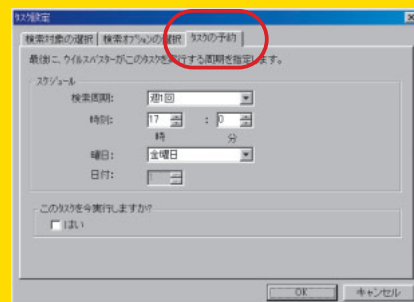 タスク設定
検索対象の選択 検索オプションの選択 タスクの予約
最後に、ウイルスバスターがこのタスクを実行する周期を指定します。
スケジュール
検索周期: 週1回
時刻: 17 : 0
時 分
曜日: 金曜日
日付: 1
このタスクを今実行しますか?
はい
OK キャンセル